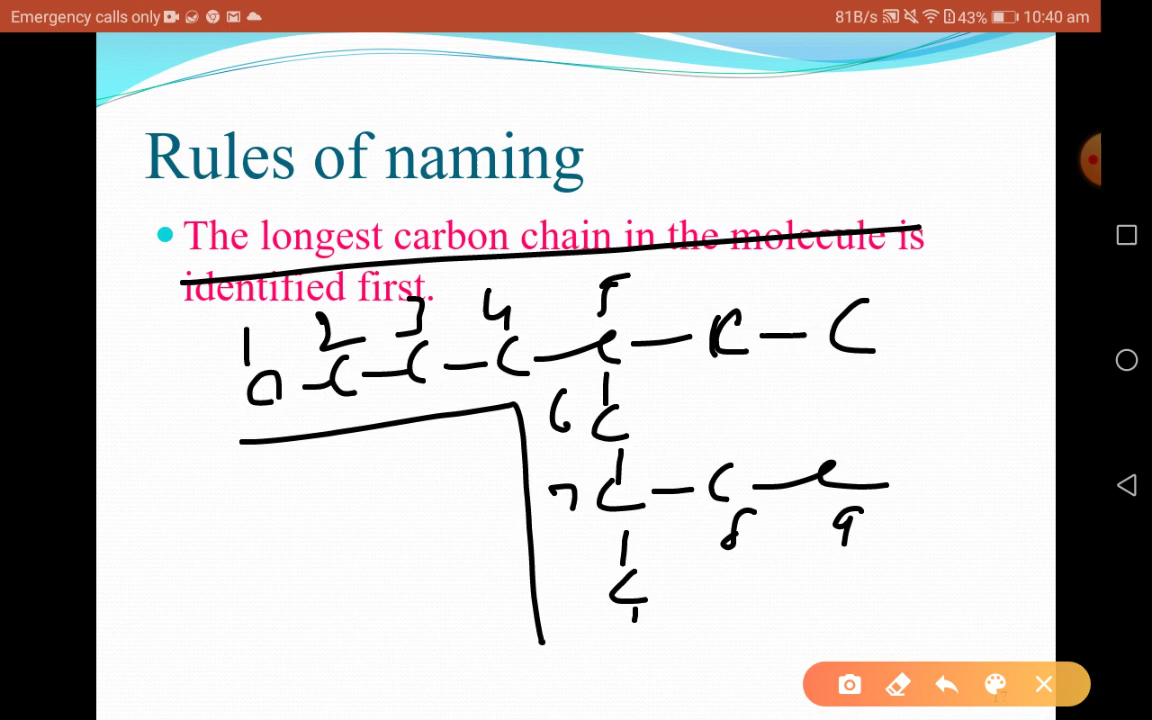 Emergency calls only 81B/s 43% 10:40 am
Rules of naming
• The longest carbon chain in the molecule is
identified first.
1 2 3 4 5
C - C - C - C - C - C - C
6 C
7 C - C - C
8 9
C